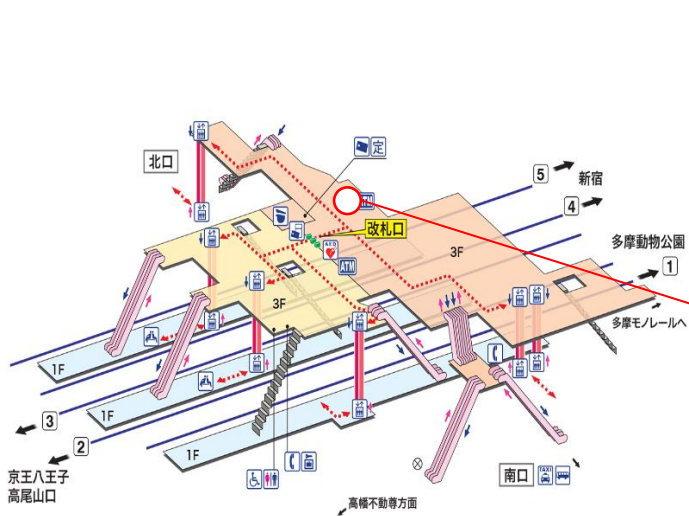 定
北口
5
新宿
4
改札口
AED
ATM
3F
多摩動物公園
1
多摩モノレールへ
3F
1F
1F
3
2
1F
京王八王子
高尾山口
南口
TAXI
高幡不動尊方面